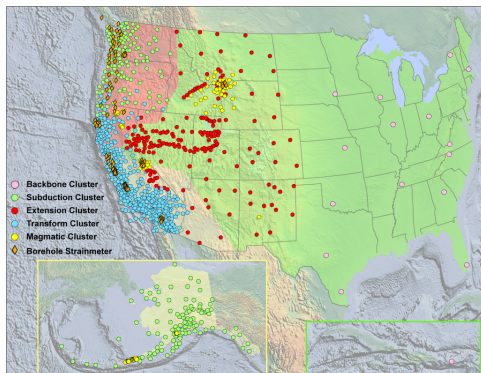 Backbone Cluster
Subduction Cluster
Extension Cluster
Transform Cluster
Magmatic Cluster
Borehole Strainmeter